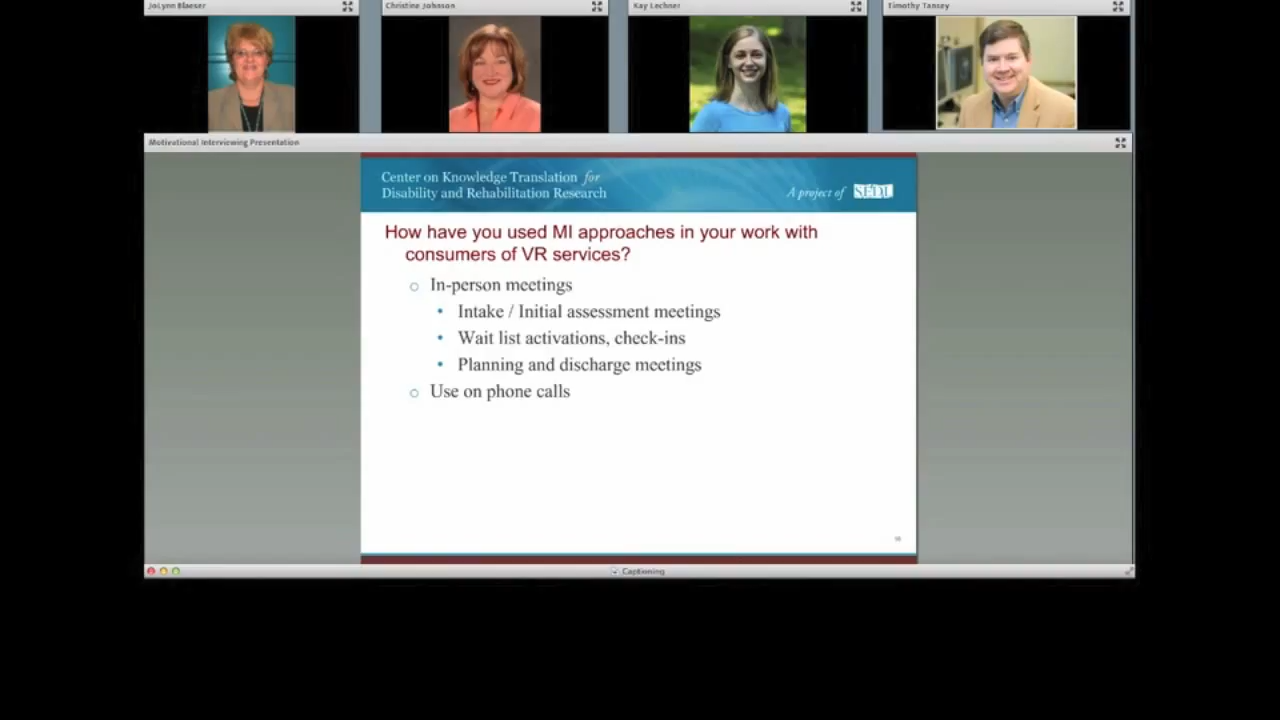 JoLynn Blaeser
Christine Johnson
Kay Lechner
Timothy Tansey
Motivational Interviewing Presentation
Center on Knowledge Translation for
Disability and Rehabilitation Research
A project of SEDL
How have you used MI approaches in your work with
consumers of VR services?
In-person meetings
Intake / Initial assessment meetings
Wait list activations, check-ins
Planning and discharge meetings
Use on phone calls
Captioning